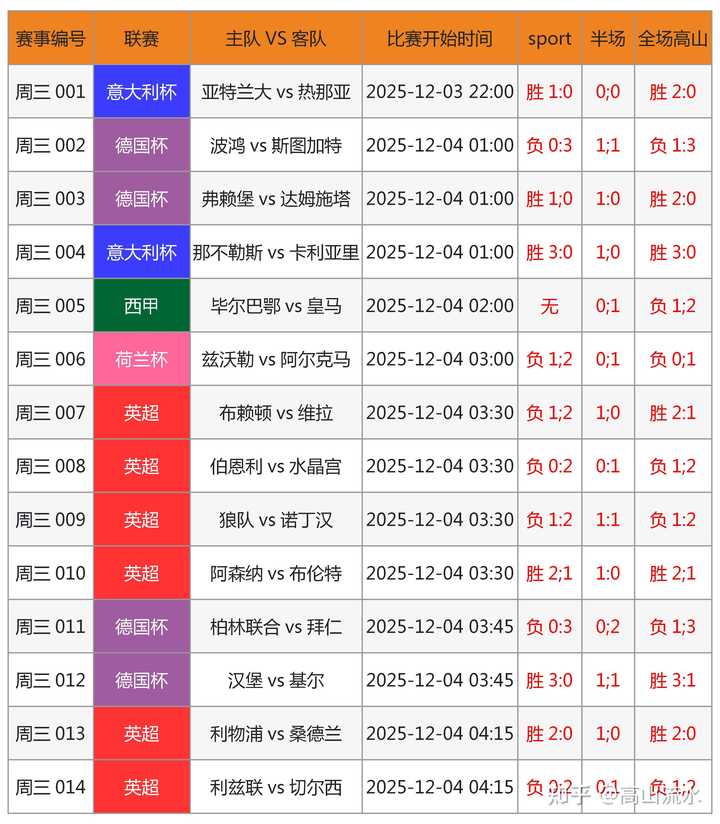 赛事编号 联赛 主队 VS 客队 比赛开始时间 sport 半场 全场高山
周三 001 意大利杯 亚特兰大 vs 热那亚 2025-12-03 22:00 胜 1:0 0;0 胜 2:0
周三 002 德国杯 波鸿 vs 斯图加特 2025-12-04 01:00 负 0:3 1;1 负 1:3
周三 003 德国杯 弗赖堡 vs 达姆施塔 2025-12-04 01:00 胜 1;0 1:0 胜 2:0
周三 004 意大利杯 那不勒斯 vs 卡利亚里 2025-12-04 01:00 胜 3:0 1;0 胜 3:0
周三 005 西甲 毕尔巴鄂 vs 皇马 2025-12-04 02:00 无 0;1 负 1;2
周三 006 荷兰杯 兹沃勒 vs 阿尔克马 2025-12-04 03:00 负 1;2 0;1 负 0;1
周三 007 英超 布赖顿 vs 维拉 2025-12-04 03:30 负 1;2 1;0 胜 2:1
周三 008 英超 伯恩利 vs 水晶宫 2025-12-04 03:30 负 0:2 0:1 负 1;2
周三 009 英超 狼队 vs 诺丁汉 2025-12-04 03:30 负 1:2 1:1 负 1:2
周三 010 英超 阿森纳 vs 布伦特 2025-12-04 03:30 胜 2;1 1:0 胜 2;1
周三 011 德国杯 柏林联合 vs 拜仁 2025-12-04 03:45 负 0:3 0;2 负 1;3
周三 012 德国杯 汉堡 vs 基尔 2025-12-04 03:45 胜 3:0 1;1 胜 3:1
周三 013 英超 利物浦 vs 桑德兰 2025-12-04 04:15 胜 2:0 1;0 胜 2:0
周三 014 英超 利兹联 vs 切尔西 2025-12-04 04:15 负 0:2 0:1 负 1:2
知乎 @高山流水